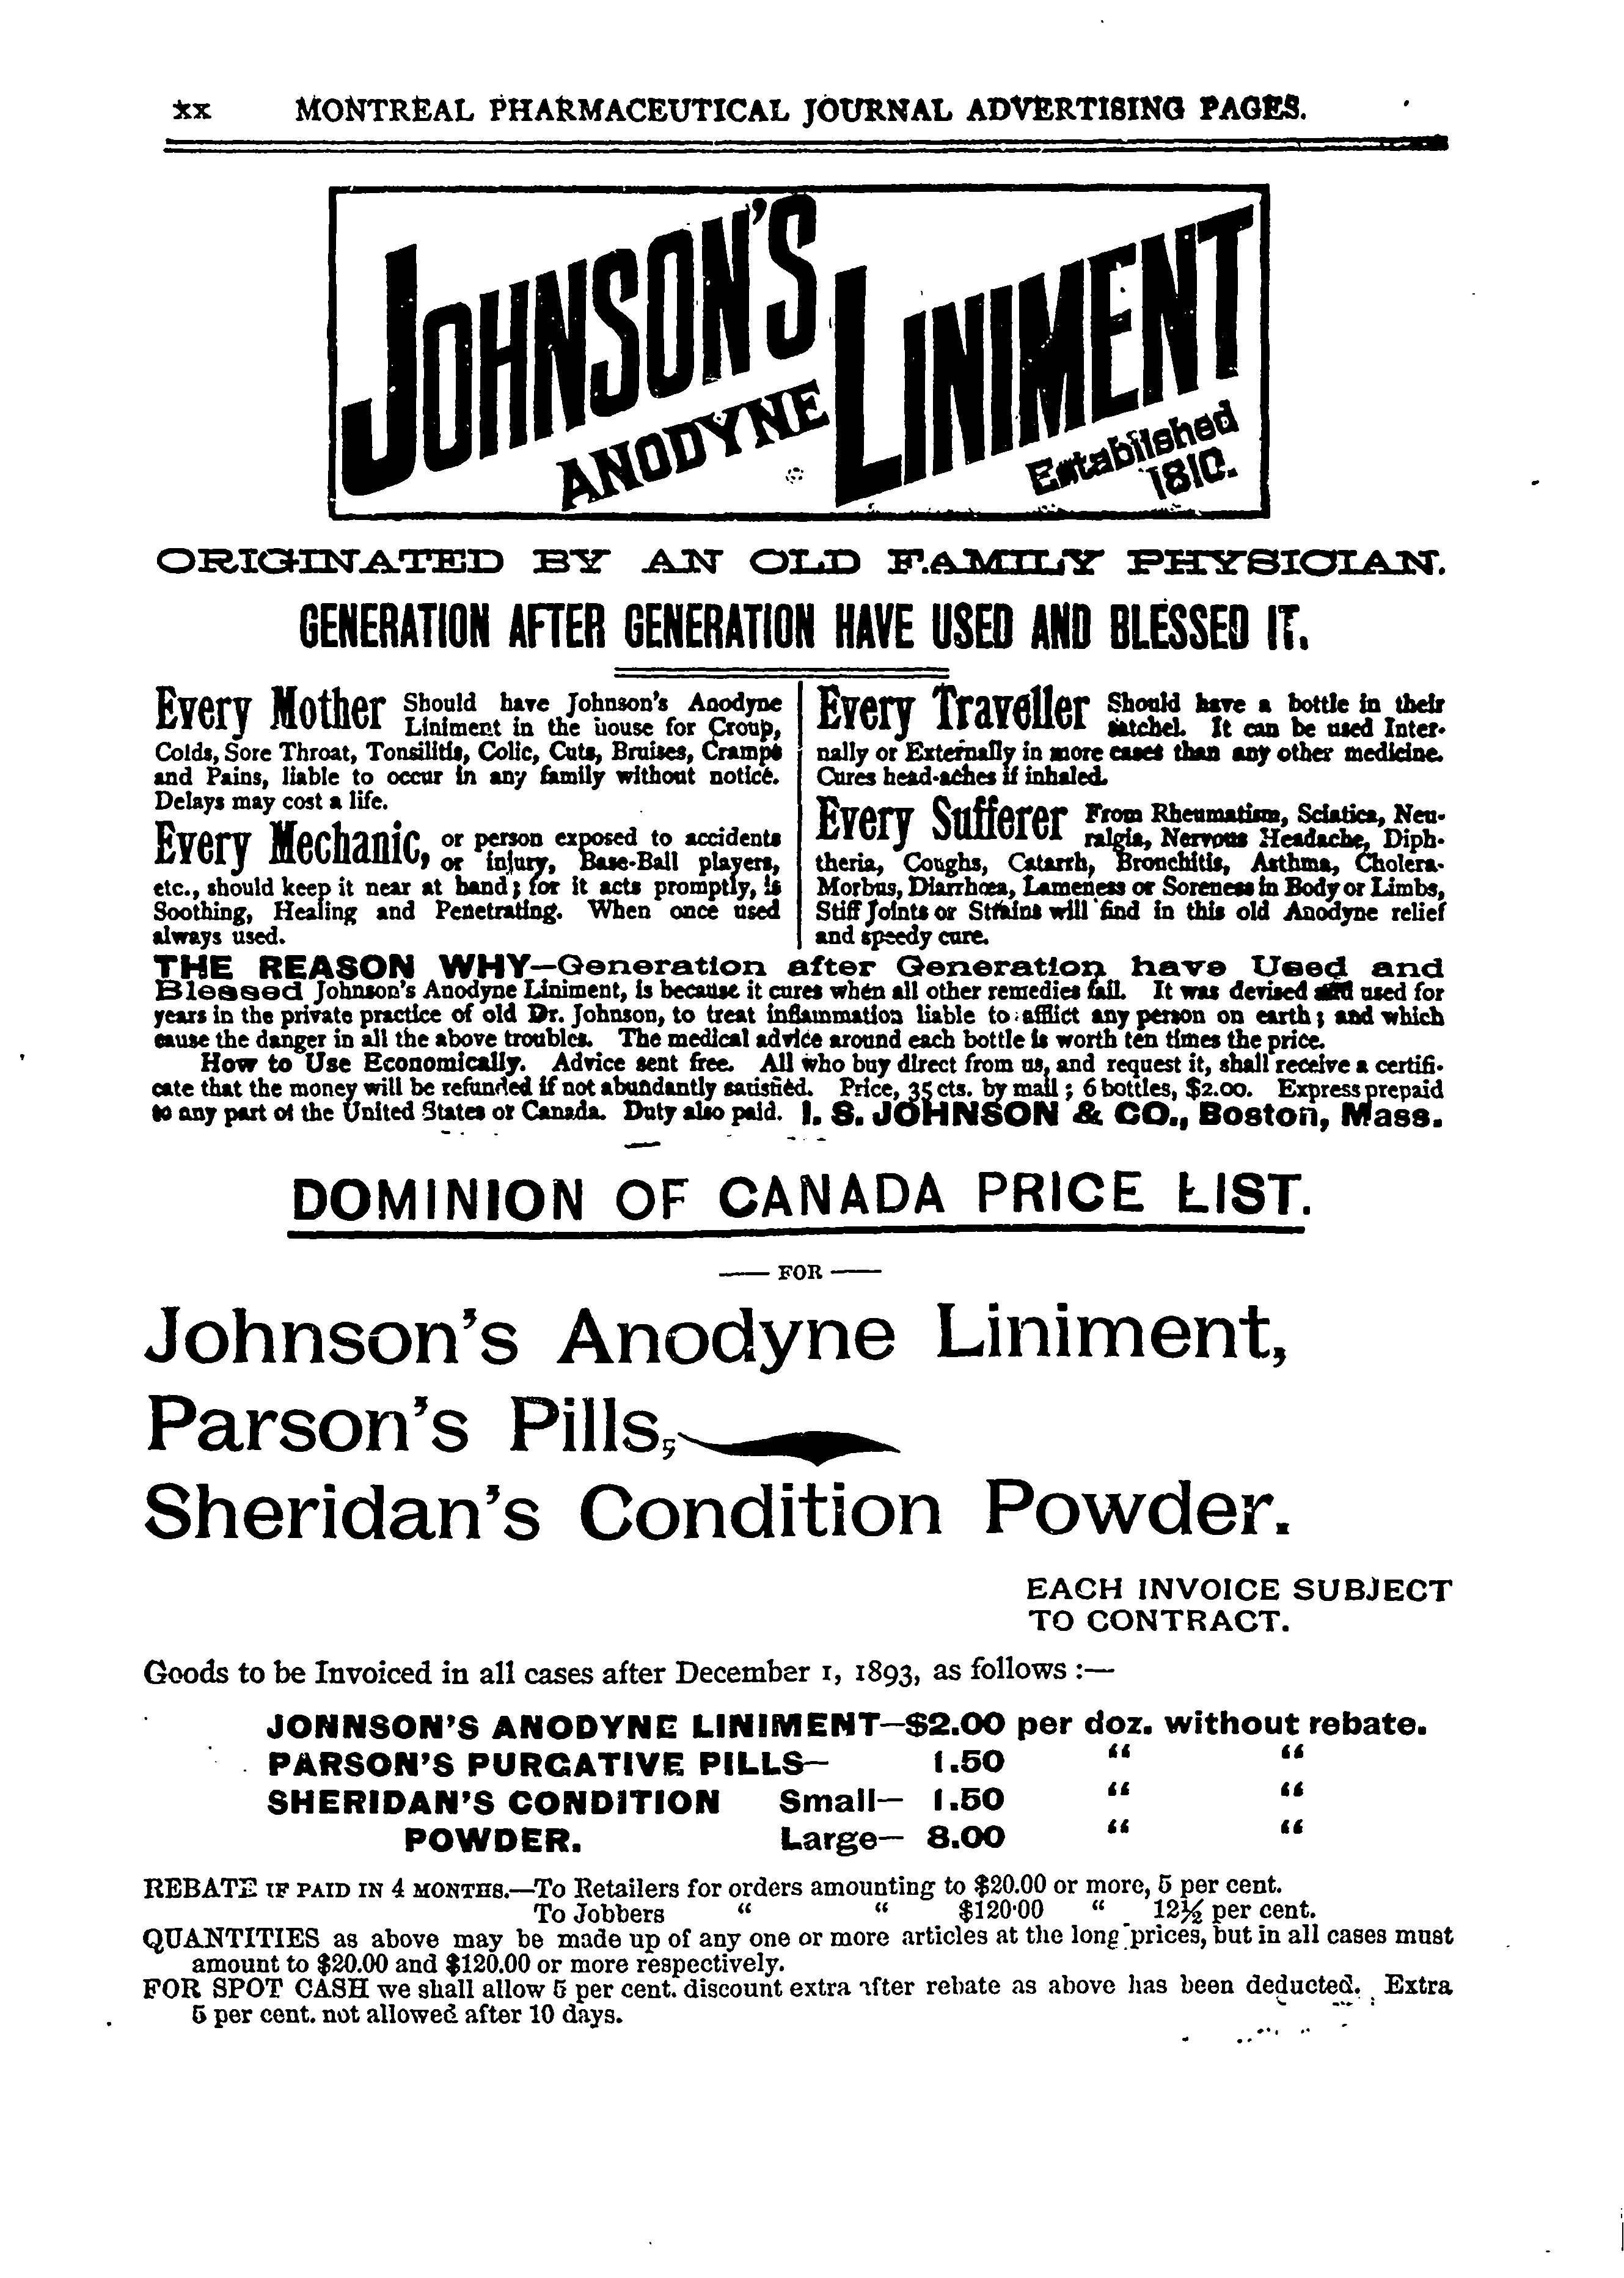 xx MONTREAL PHARMACEUTICAL JOURNAL ADVERTISING PAGES.
JOHNSON'S
ANODYNE
LINIMENT
Established
1810.
ORIGINATED BY AN OLD FAMILY PHYSICIAN.
GENERATION AFTER GENERATION HAVE USED AND BLESSED IT.
Every Mother Should have Johnson's Anodyne
Liniment in the house for Croup,
Colds, Sore Throat, Tonsilitis, Colic, Cuts, Bruises, Cramps
and Pains, liable to occur in any family without notice.
Delays may cost a life.
Every Mechanic, or person exposed to accidents
or injury, Base-Ball players,
etc., should keep it near at hand; for it acts promptly, is
Soothing, Healing and Penetrating. When once used
always used.
Every Traveller Should have a bottle in their
satchel. It can be used Inter-
nally or Externally in more cases than any other medicine.
Cures head-aches if inhaled.
Every Sufferer From Rheumatism, Sciatica, Neu-
ralgia, Nervous Headache, Diph-
theria, Coughs, Catarrh, Bronchitis, Asthma, Cholera-
Morbus, Diarrhœa, Lameness or Soreness in Body or Limbs,
Stiff Joints or Strains will find in this old Anodyne relief
and speedy cure.
THE REASON WHY—Generation after Generation have Used and
Blessed Johnson's Anodyne Liniment, is because it cures when all other remedies fail. It was devised and used for
years in the private practice of old Dr. Johnson, to treat inflammation liable to afflict any person on earth; and which
cause the danger in all the above troubles. The medical advice around each bottle is worth ten times the price.
How to Use Economically. Advice sent free. All who buy direct from us, and request it, shall receive a certifi-
cate that the money will be refunded if not abundantly satisfied. Price, 35 cts. by mail; 6 bottles, $2.00. Express prepaid
to any part of the United States or Canada. Duty also paid. I. S. JOHNSON & CO., Boston, Mass.
DOMINION OF CANADA PRICE LIST.
— FOR —
Johnson's Anodyne Liniment,
Parson's Pills,
Sheridan's Condition Powder.
EACH INVOICE SUBJECT
TO CONTRACT.
Goods to be Invoiced in all cases after December 1, 1893, as follows :—
JONNSON'S ANODYNE LINIMENT—$2.00 per doz. without rebate.
PARSON'S PURGATIVE PILLS— 1.50 " "
SHERIDAN'S CONDITION Small— 1.50 " "
POWDER. Large— 8.00 " "
REBATE IF PAID IN 4 MONTHS.—To Retailers for orders amounting to $20.00 or more, 5 per cent.
To Jobbers " " $120.00 " 12½ per cent.
QUANTITIES as above may be made up of any one or more articles at the long prices, but in all cases must
amount to $20.00 and $120.00 or more respectively.
FOR SPOT CASH we shall allow 5 per cent. discount extra after rebate as above has been deducted. Extra
5 per cent. not allowed after 10 days.